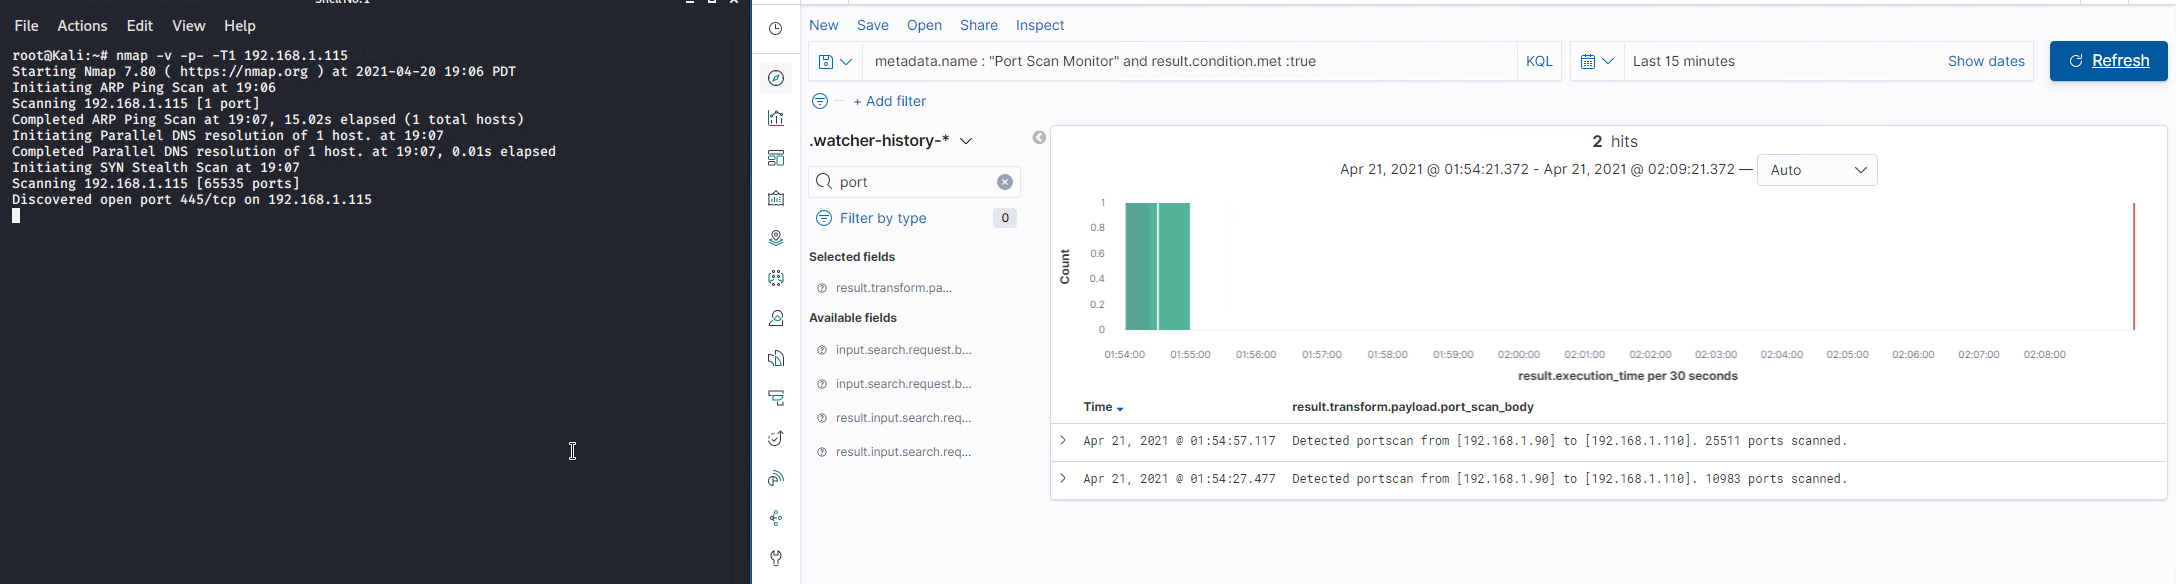 Shell No.1
File Actions Edit View Help
root@Kali:~# nmap -v -p- -T1 192.168.1.115
Starting Nmap 7.80 ( https://nmap.org ) at 2021-04-20 19:06 PDT
Initiating ARP Ping Scan at 19:06
Scanning 192.168.1.115 [1 port]
Completed ARP Ping Scan at 19:07, 15.02s elapsed (1 total hosts)
Initiating Parallel DNS resolution of 1 host. at 19:07
Completed Parallel DNS resolution of 1 host. at 19:07, 0.01s elapsed
Initiating SYN Stealth Scan at 19:07
Scanning 192.168.1.115 [65535 ports]
Discovered open port 445/tcp on 192.168.1.115
New Save Open Share Inspect
metadata.name : "Port Scan Monitor" and result.condition.met :true KQL Last 15 minutes Show dates Refresh
+ Add filter
.watcher-history-*
port
Filter by type 0
Selected fields
result.transform.pa...
Available fields
input.search.request.b...
input.search.request.b...
result.input.search.req...
result.input.search.req...
2 hits
Apr 21, 2021 @ 01:54:21.372 - Apr 21, 2021 @ 02:09:21.372 — Auto
Count
1
0.8
0.6
0.4
0.2
0
01:54:00 01:55:00 01:56:00 01:57:00 01:58:00 01:59:00 02:00:00 02:01:00 02:02:00 02:03:00 02:04:00 02:05:00 02:06:00 02:07:00 02:08:00
result.execution_time per 30 seconds
Time result.transform.payload.port_scan_body
Apr 21, 2021 @ 01:54:57.117 Detected portscan from [192.168.1.90] to [192.168.1.110]. 25511 ports scanned.
Apr 21, 2021 @ 01:54:27.477 Detected portscan from [192.168.1.90] to [192.168.1.110]. 10983 ports scanned.